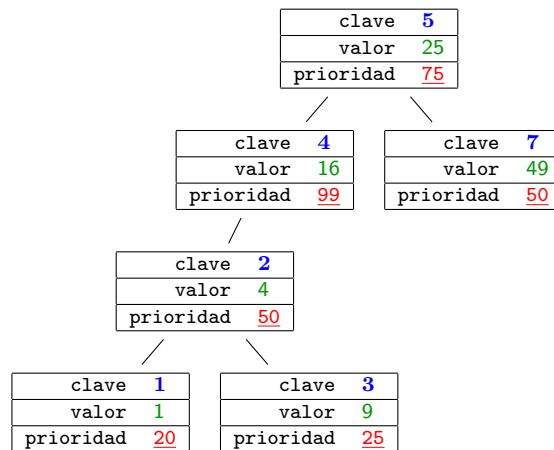 clave 5
valor 25
prioridad 75
clave 4
valor 16
prioridad 99
clave 7
valor 49
prioridad 50
clave 2
valor 4
prioridad 50
clave 1
valor 1
prioridad 20
clave 3
valor 9
prioridad 25